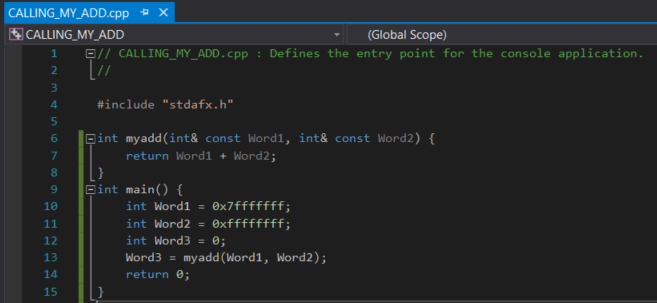 CALLING_MY_ADD.cpp
CALLING_MY_ADD (Global Scope)
1 // CALLING_MY_ADD.cpp : Defines the entry point for the console application.
2 //
3
4 #include "stdafx.h"
5
6 int myadd(int& const Word1, int& const Word2) {
7     return Word1 + Word2;
8 }
9 int main() {
10     int Word1 = 0x7fffffff;
11     int Word2 = 0xffffffff;
12     int Word3 = 0;
13     Word3 = myadd(Word1, Word2);
14     return 0;
15 }